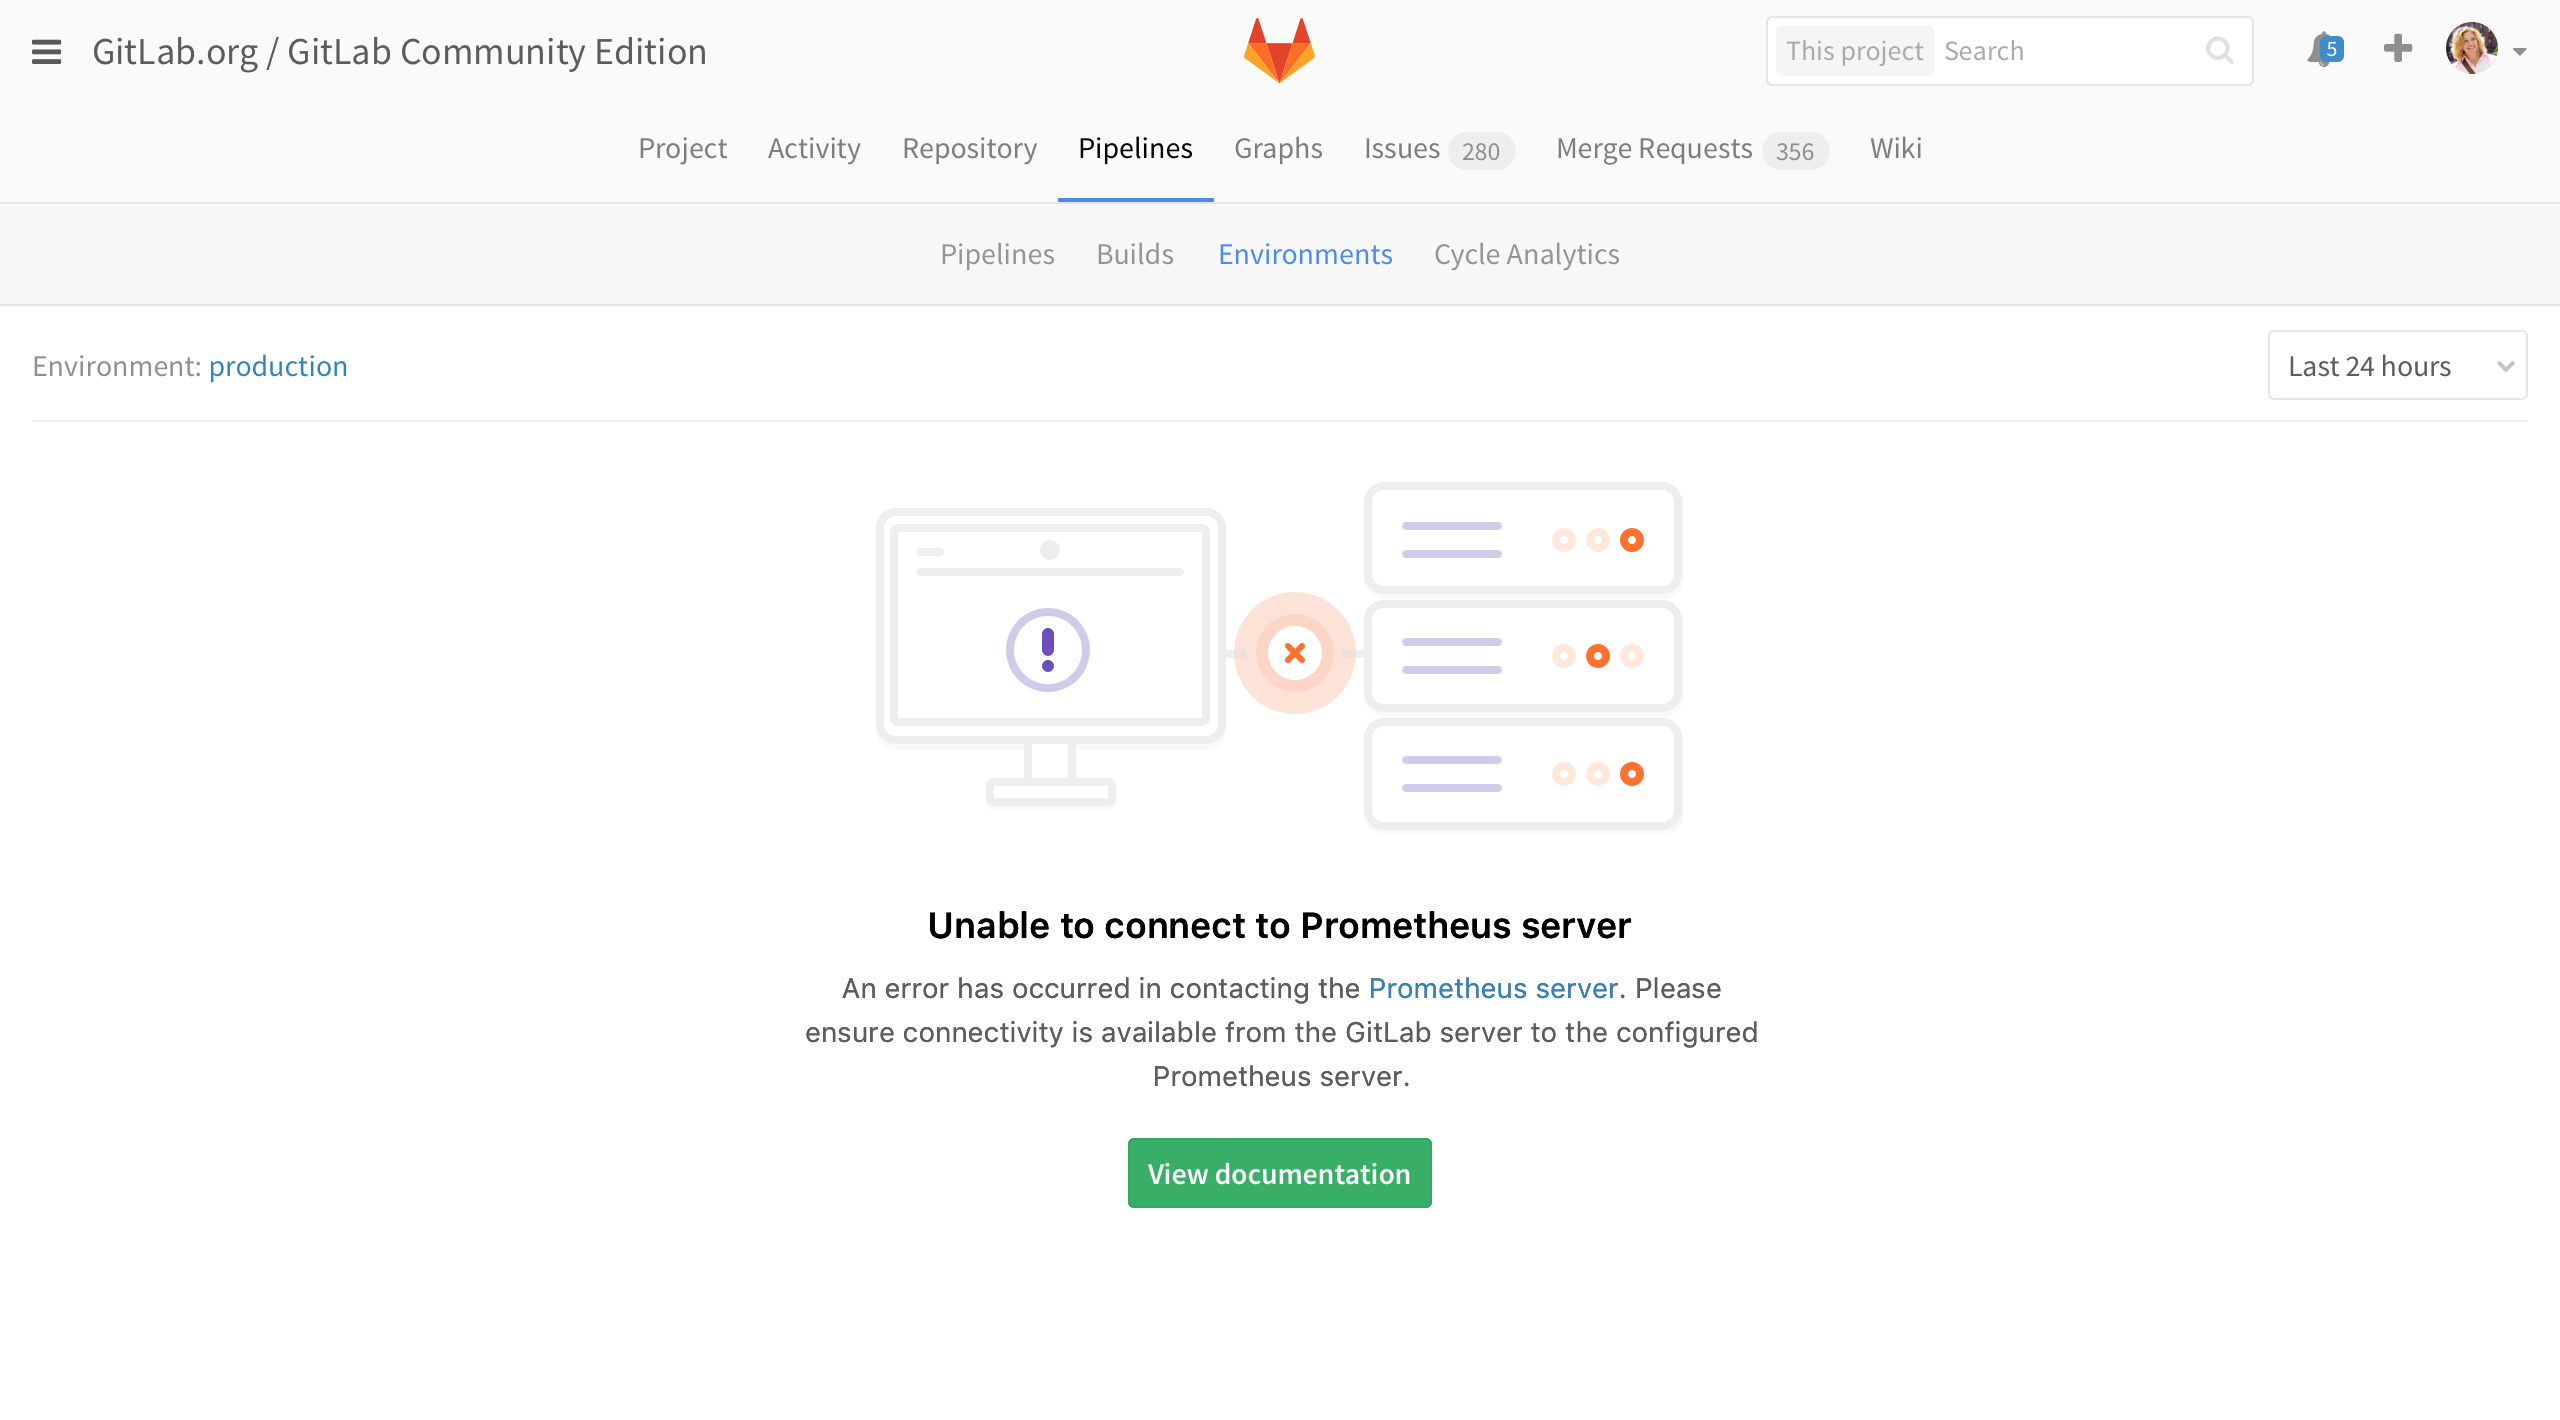 GitLab.org / GitLab Community Edition
This project Search
5
Project Activity Repository Pipelines Graphs Issues 280 Merge Requests 356 Wiki
Pipelines Builds Environments Cycle Analytics
Environment: production
Last 24 hours
Unable to connect to Prometheus server
An error has occurred in contacting the Prometheus server. Please
ensure connectivity is available from the GitLab server to the configured
Prometheus server.
View documentation